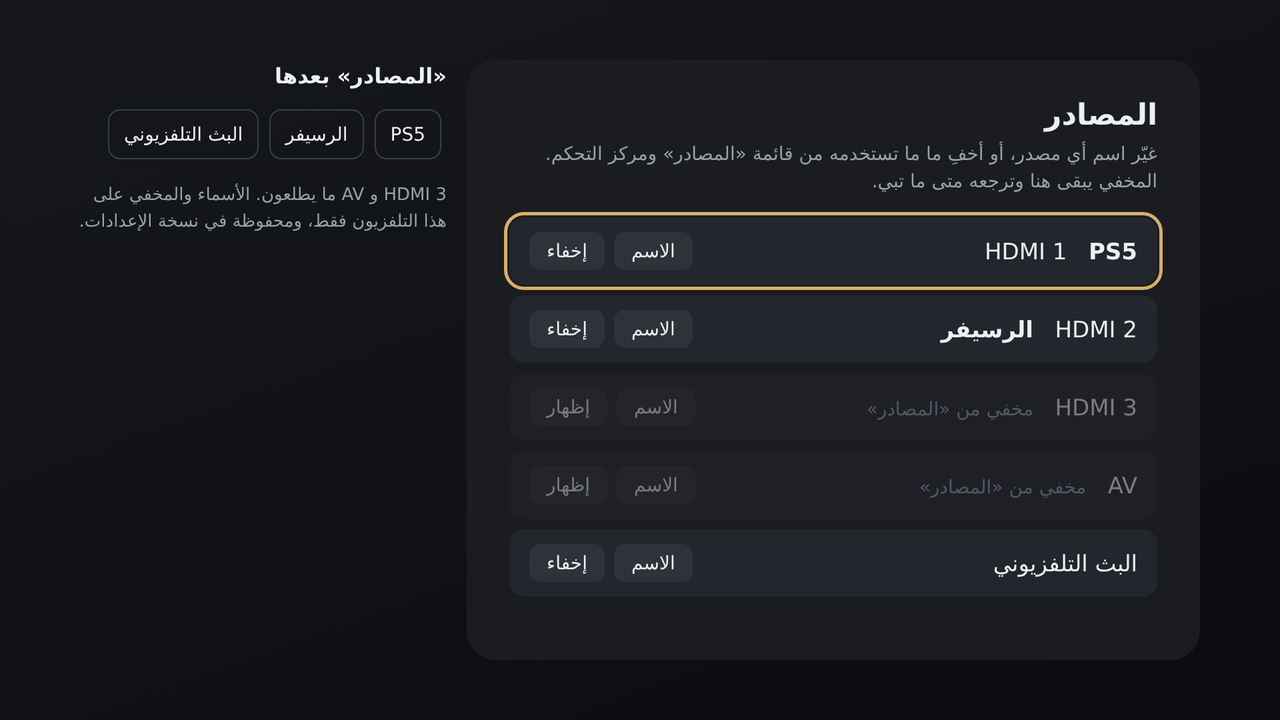 المصادر
غيّر اسم أي مصدر، أو أخفِ ما ما تستخدمه من قائمة «المصادر» ومركز التحكم.
المخفي يبقى هنا وترجعه متى ما تبي.
PS5 HDMI 1 الاسم إخفاء
HDMI 2 الرسيفر الاسم إخفاء
HDMI 3 مخفي من «المصادر» الاسم إظهار
AV مخفي من «المصادر» الاسم إظهار
البث التلفزيوني الاسم إخفاء
«المصادر» بعدها
PS5 الرسيفر البث التلفزيوني
HDMI 3 و AV ما يطلعون. الأسماء والمخفي على
هذا التلفزيون فقط، ومحفوظة في نسخة الإعدادات.